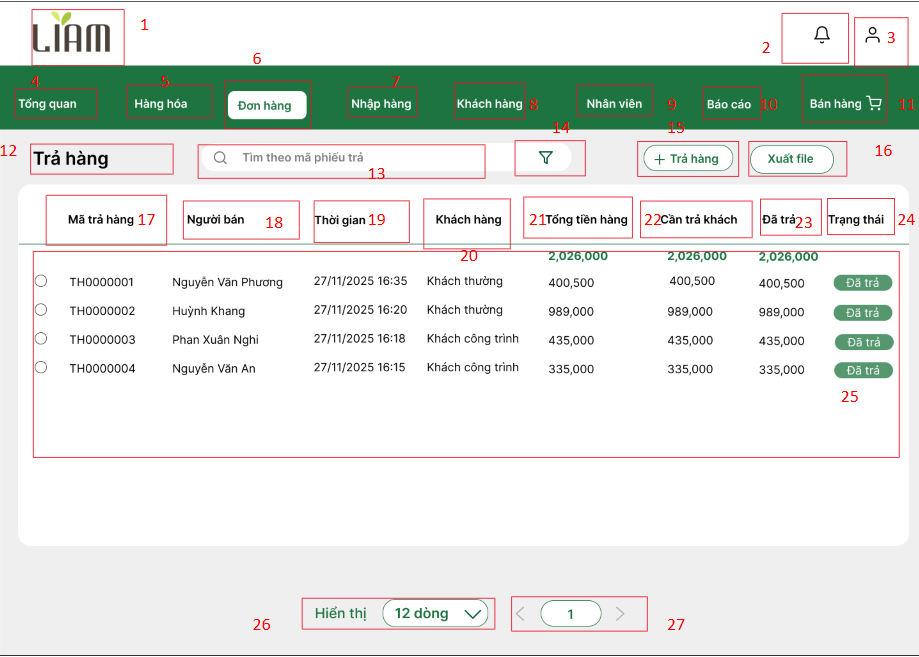 LIAM 1
2 3
4 5 6 7
Tổng quan Hàng hóa Đơn hàng Nhập hàng Khách hàng 8 Nhân viên 9 Báo cáo 10 Bán hàng 11
12 Trả hàng Tìm theo mã phiếu trả 13 14 15 + Trả hàng Xuất file 16
Mã trả hàng 17 Người bán 18 Thời gian 19 Khách hàng 20 21 Tổng tiền hàng 22 Cần trả khách Đã trả 23 Trạng thái 24
2,026,000 2,026,000 2,026,000
TH0000001 Nguyễn Văn Phương 27/11/2025 16:35 Khách thường 400,500 400,500 400,500 Đã trả
TH0000002 Huỳnh Khang 27/11/2025 16:20 Khách thường 989,000 989,000 989,000 Đã trả
TH0000003 Phan Xuân Nghi 27/11/2025 16:18 Khách công trình 435,000 435,000 435,000 Đã trả
TH0000004 Nguyễn Văn An 27/11/2025 16:15 Khách công trình 335,000 335,000 335,000 Đã trả
25
26 Hiển thị 12 dòng 1 27